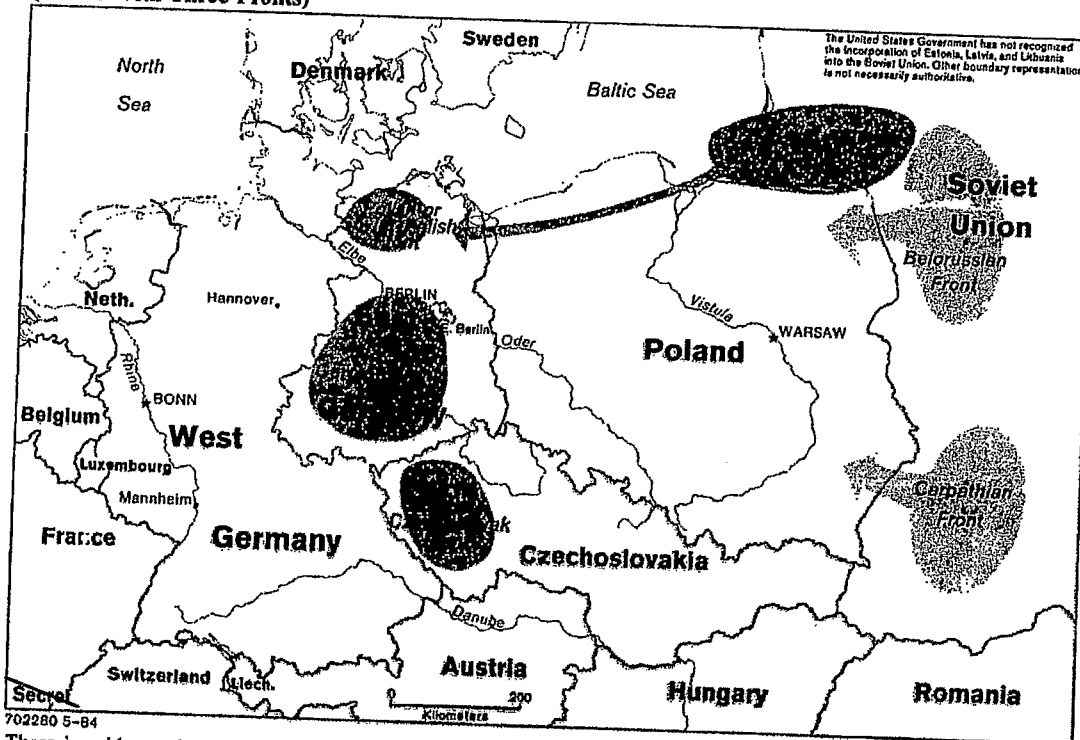 Three Fronts)
The United States Government has not recognized
the incorporation of Estonia, Latvia, and Lithuania
into the Soviet Union. Other boundary representation
is not necessarily authoritative.
North
Sea
Denmark
Sweden
Baltic Sea
Soviet
Union
Belorussian
Front
Elbe
Neth.
Hannover
BERLIN
E. Berlin
Oder
Vistula
WARSAW
Poland
Rhine
BONN
Belgium
West
Luxembourg
Mannheim
France
Germany
Czechoslovakia
Carpathian
Front
Danube
Switzerland
Liech.
Austria
Hungary
Romania
0 200
Kilometers
Secret
702280 5-84